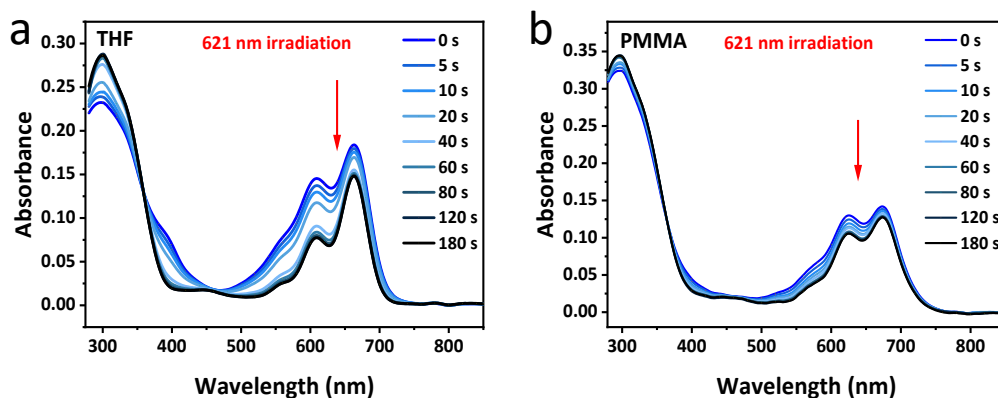 a
THF
621 nm irradiation
0 s
5 s
10 s
20 s
40 s
60 s
80 s
120 s
180 s
0.30
0.25
0.20
0.15
0.10
0.05
0.00
Absorbance
300 400 500 600 700 800
Wavelength (nm)
b
PMMA
621 nm irradiation
0 s
5 s
10 s
20 s
40 s
60 s
80 s
120 s
180 s
0.35
0.30
0.25
0.20
0.15
0.10
0.05
0.00
Absorbance
300 400 500 600 700 800
Wavelength (nm)